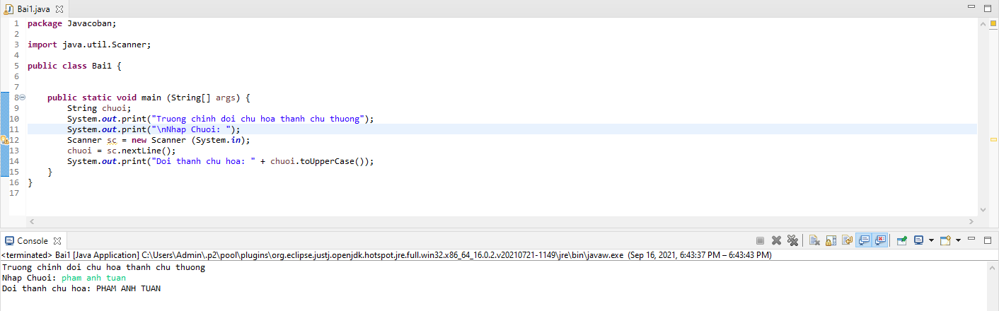 Bai1.java
1 package Javacoban;
2
3 import java.util.Scanner;
4
5 public class Bai1 {
6
7
8 public static void main (String[] args) {
9 String chuoi;
10 System.out.print("Truong chinh doi chu hoa thanh chu thuong");
11 System.out.print("\nNhap Chuoi: ");
12 Scanner sc = new Scanner (System.in);
13 chuoi = sc.nextLine();
14 System.out.print("Doi thanh chu hoa: " + chuoi.toUpperCase());
15 }
16 }
17
Console
<terminated> Bai1 [Java Application] C:\Users\Admin\.p2\pool\plugins\org.eclipse.justj.openjdk.hotspot.jre.full.win32.x86_64_16.0.2.v20210721-1149\jre\bin\javaw.exe (Sep 16, 2021, 6:43:37 PM – 6:43:43 PM)
Truong chinh doi chu hoa thanh chu thuong
Nhap Chuoi: pham anh tuan
Doi thanh chu hoa: PHAM ANH TUAN